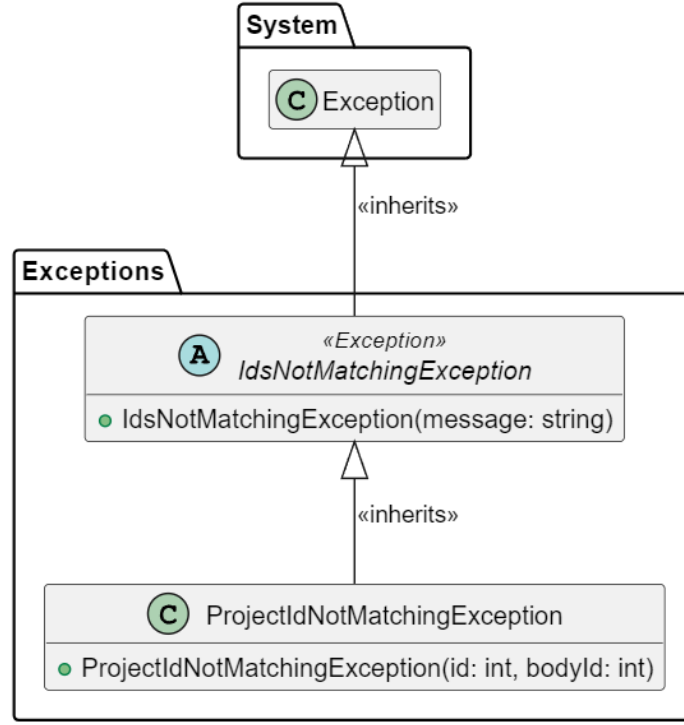 System
C Exception
«inherits»
Exceptions
«Exception»
A IdsNotMatchingException
IdsNotMatchingException(message: string)
«inherits»
C ProjectIdNotMatchingException
ProjectIdNotMatchingException(id: int, bodyId: int)